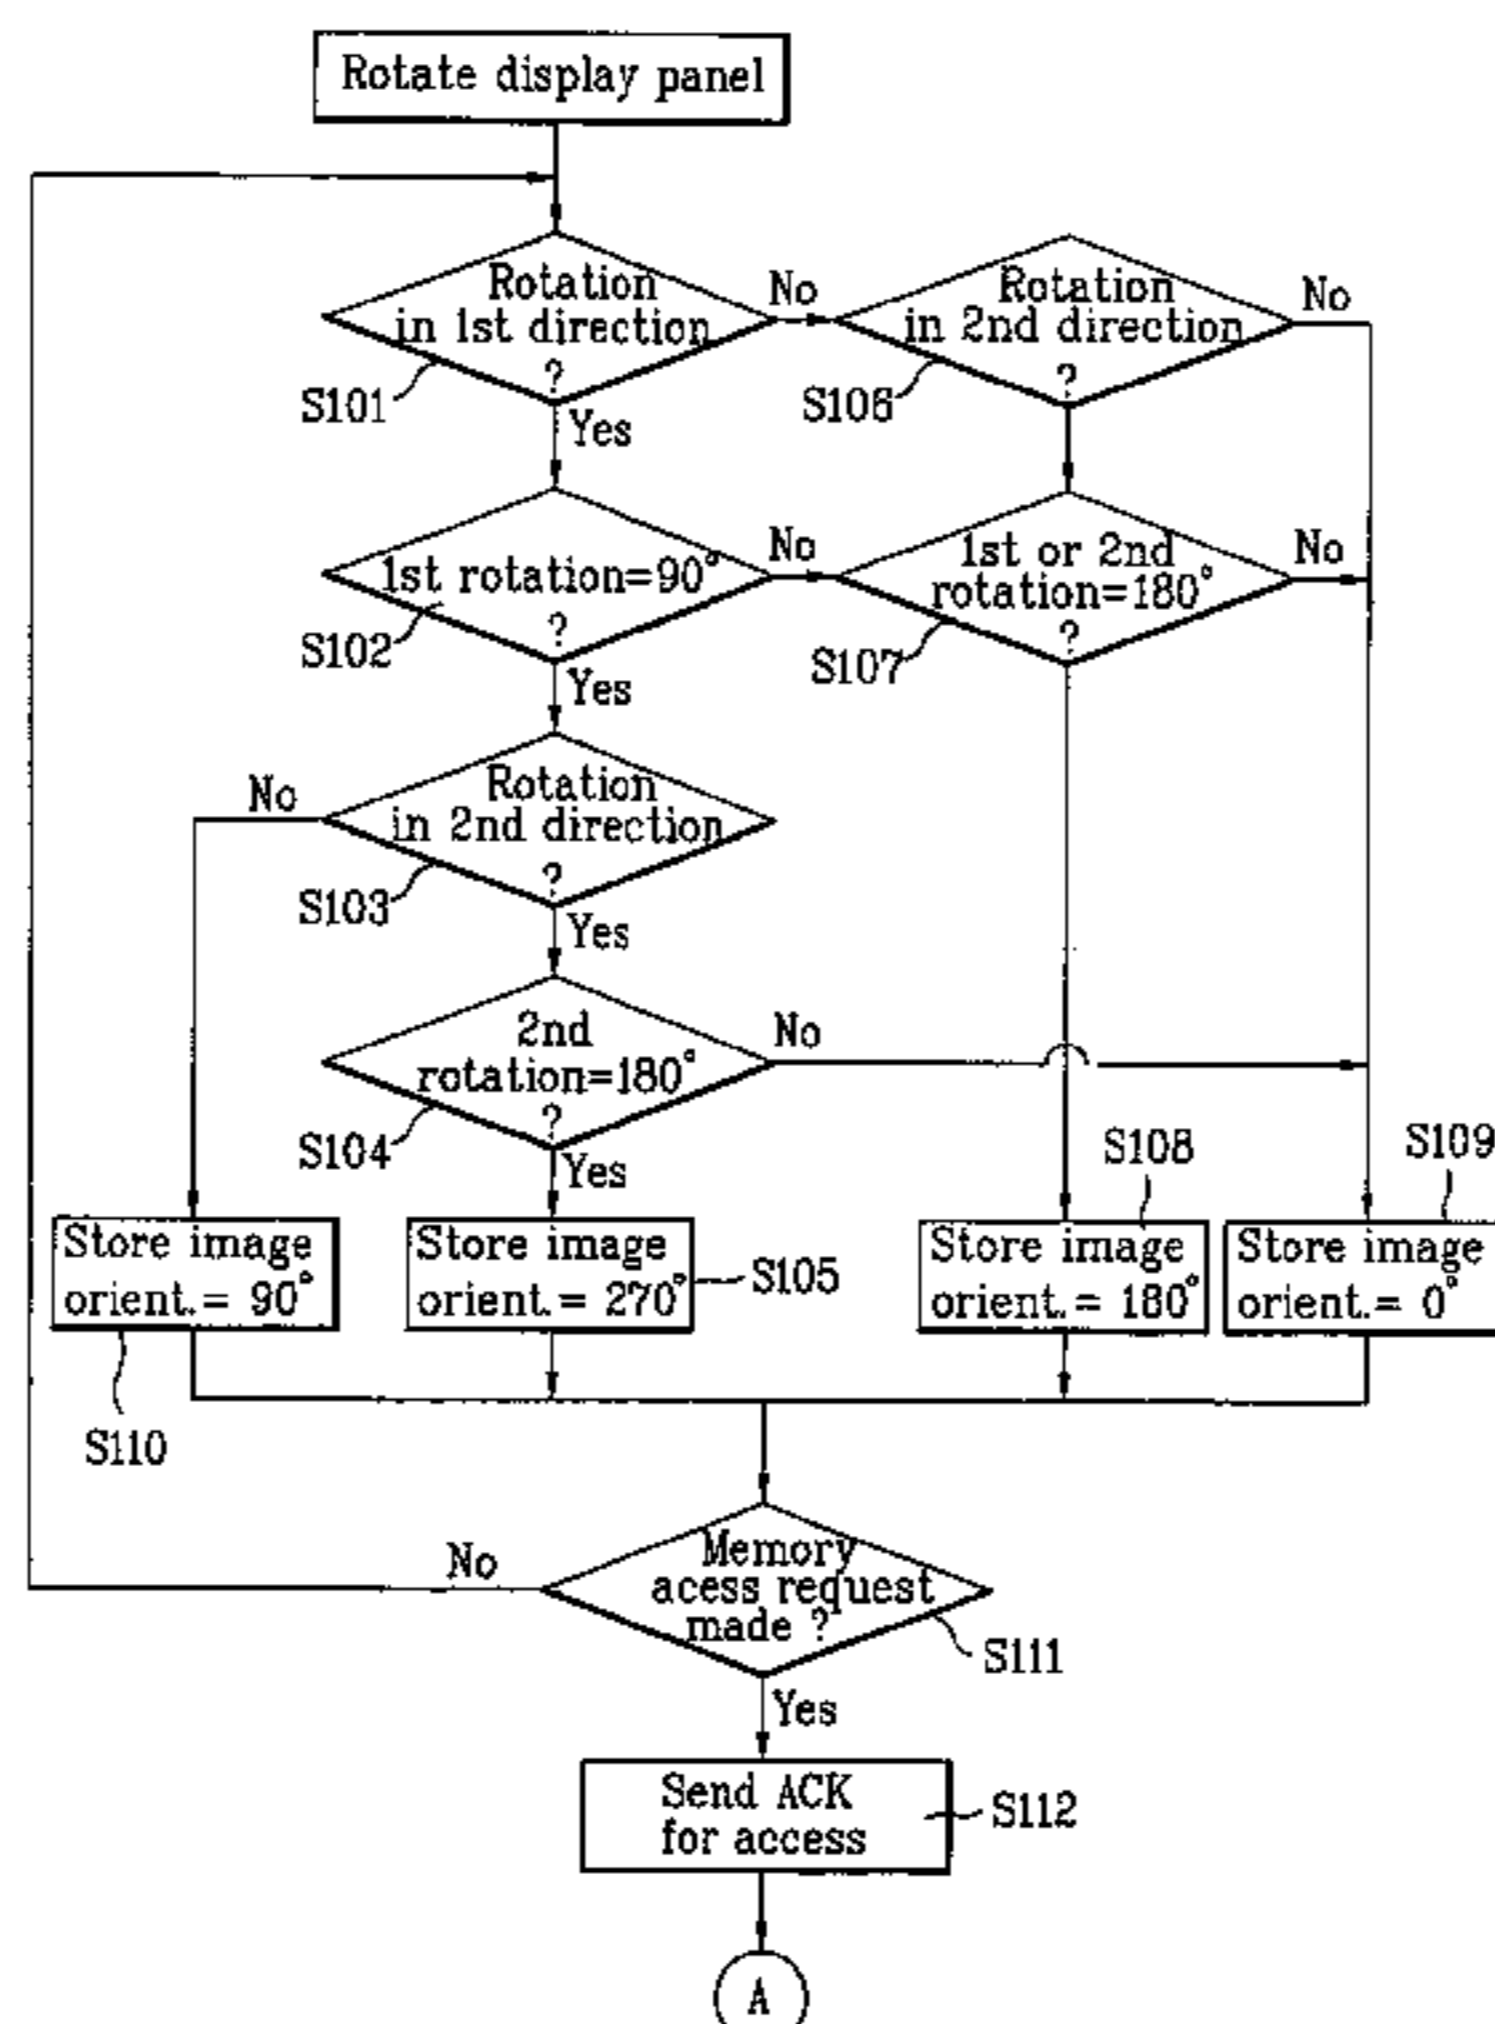 Rotate display panel
Rotation
in 1st direction
?
No
S101
Yes
Rotation
in 2nd direction
?
No
S106
1st rotation=90°
?
No
S102
Yes
1st or 2nd
rotation=180°
?
No
S107
Rotation
in 2nd direction
?
No
S103
Yes
2nd
rotation=180°
?
No
S104
Yes
Store image
orient.= 90°
S110
Store image
orient.= 270°
S105
Store image
orient.= 180°
S108
Store image
orient.= 0°
S109
Memory
acess request
made ?
No
S111
Yes
Send ACK
for access
S112
A